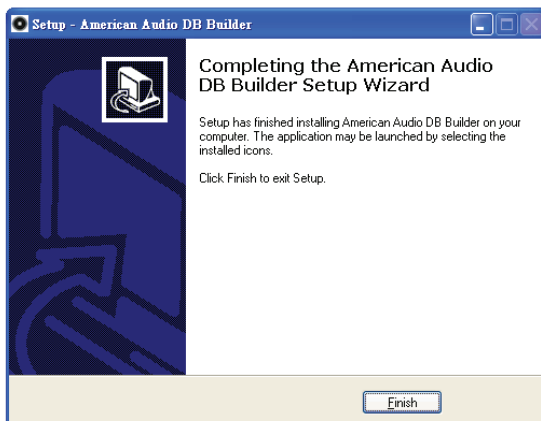 Setup - American Audio DB Builder
Completing the American Audio
DB Builder Setup Wizard
Setup has finished installing American Audio DB Builder on your
computer. The application may be launched by selecting the
installed icons.
Click Finish to exit Setup.
Finish